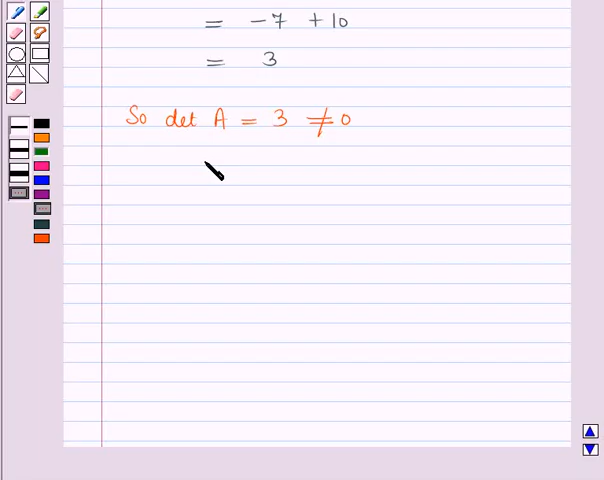 = -7 +10
= 3
So det A = 3 ≠ 0